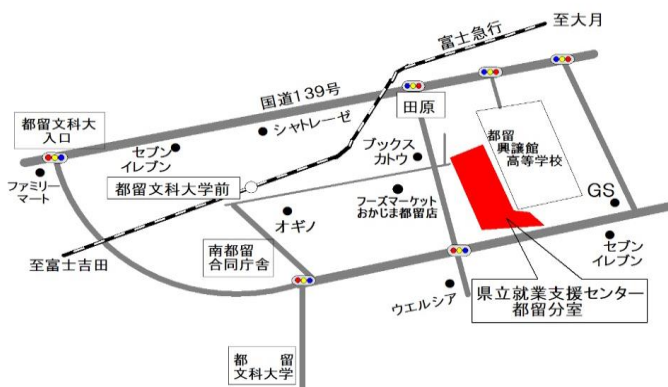 至大月
富士急行
国道139号
田原
都留文科大
入口
シャトレーゼ
セブン
イレブン
ブックス
カトウ
都留
興譲館
高等学校
ファミリー
マート
都留文科大学前
フーズマーケット
おかじま都留店
GS
オギノ
南都留
合同庁舎
セブン
イレブン
至富士吉田
ウエルシア
県立就業支援センター
都留分室
都留
文科大学